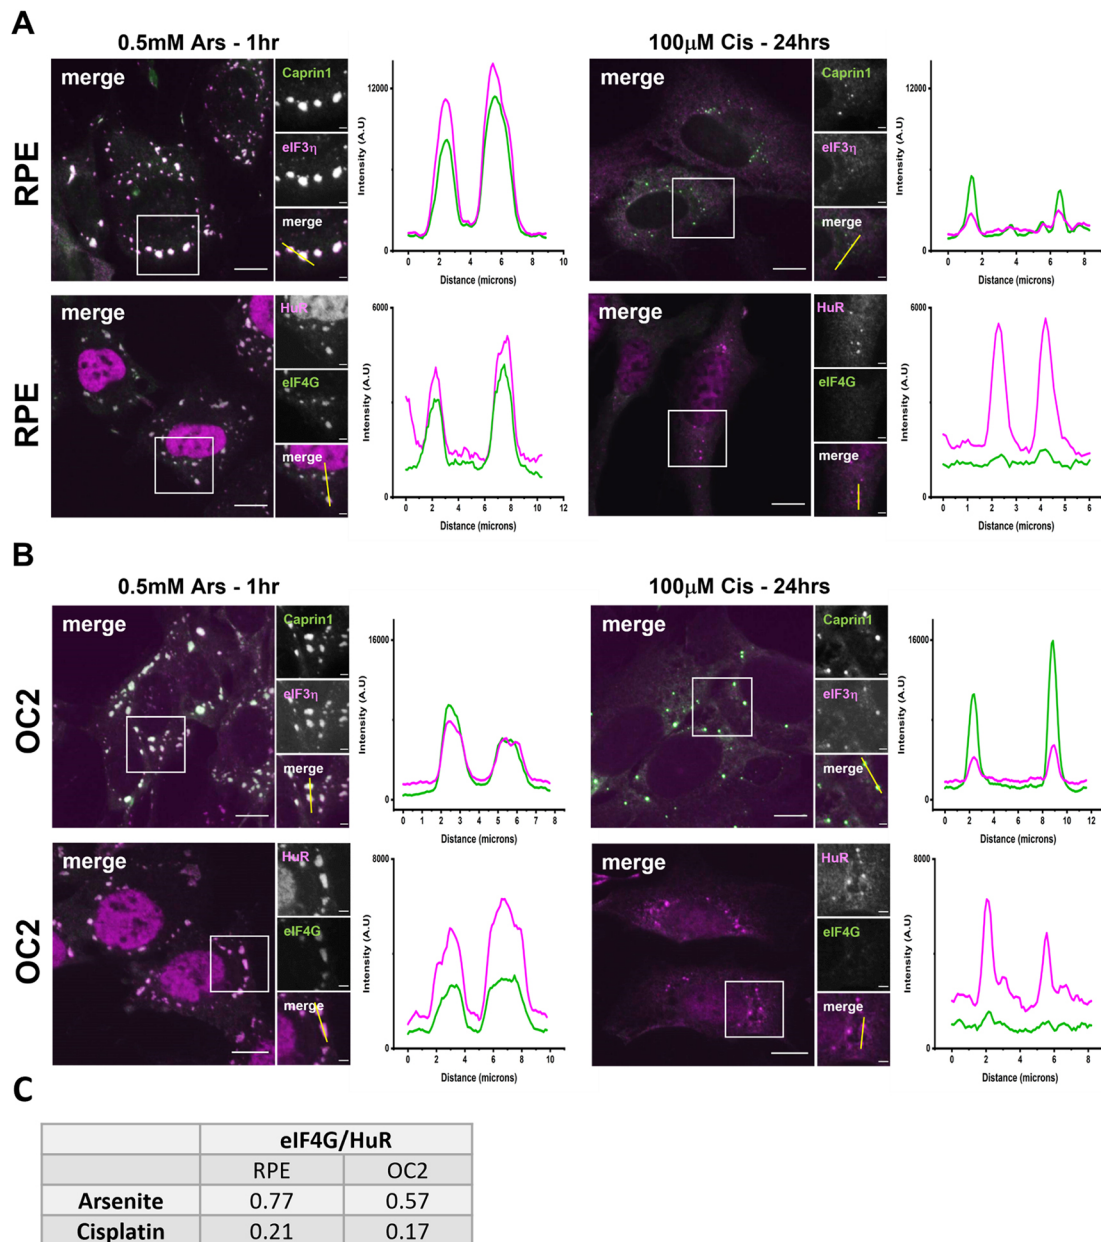 A
0.5mM Ars - 1hr
100μM Cis - 24hrs
RPE
merge
Caprin1
eIF3η
merge
12000
0
Intensity (A.U)
0 2 4 6 8 10
Distance (microns)
merge
Caprin1
eIF3η
merge
12000
0
Intensity (A.U)
0 2 4 6 8
Distance (microns)
RPE
merge
HuR
eIF4G
merge
6000
0
Intensity (A.U)
0 2 4 6 8 10 12
Distance (microns)
merge
HuR
eIF4G
merge
6000
0
Intensity (A.U)
0 1 2 3 4 5 6
Distance (microns)
B
0.5mM Ars - 1hr
100μM Cis - 24hrs
OC2
merge
Caprin1
eIF3η
merge
16000
0
Intensity (A.U)
0 1 2 3 4 5 6 7 8
Distance (microns)
merge
Caprin1
eIF3η
merge
16000
0
Intensity (A.U)
0 2 4 6 8 10 12
Distance (microns)
OC2
merge
HuR
eIF4G
merge
8000
0
Intensity (A.U)
0 2 4 6 8 10
Distance (microns)
merge
HuR
eIF4G
merge
8000
0
Intensity (A.U)
0 2 4 6 8
Distance (microns)
C
eIF4G/HuR
RPE OC2
Arsenite 0.77 0.57
Cisplatin 0.21 0.17